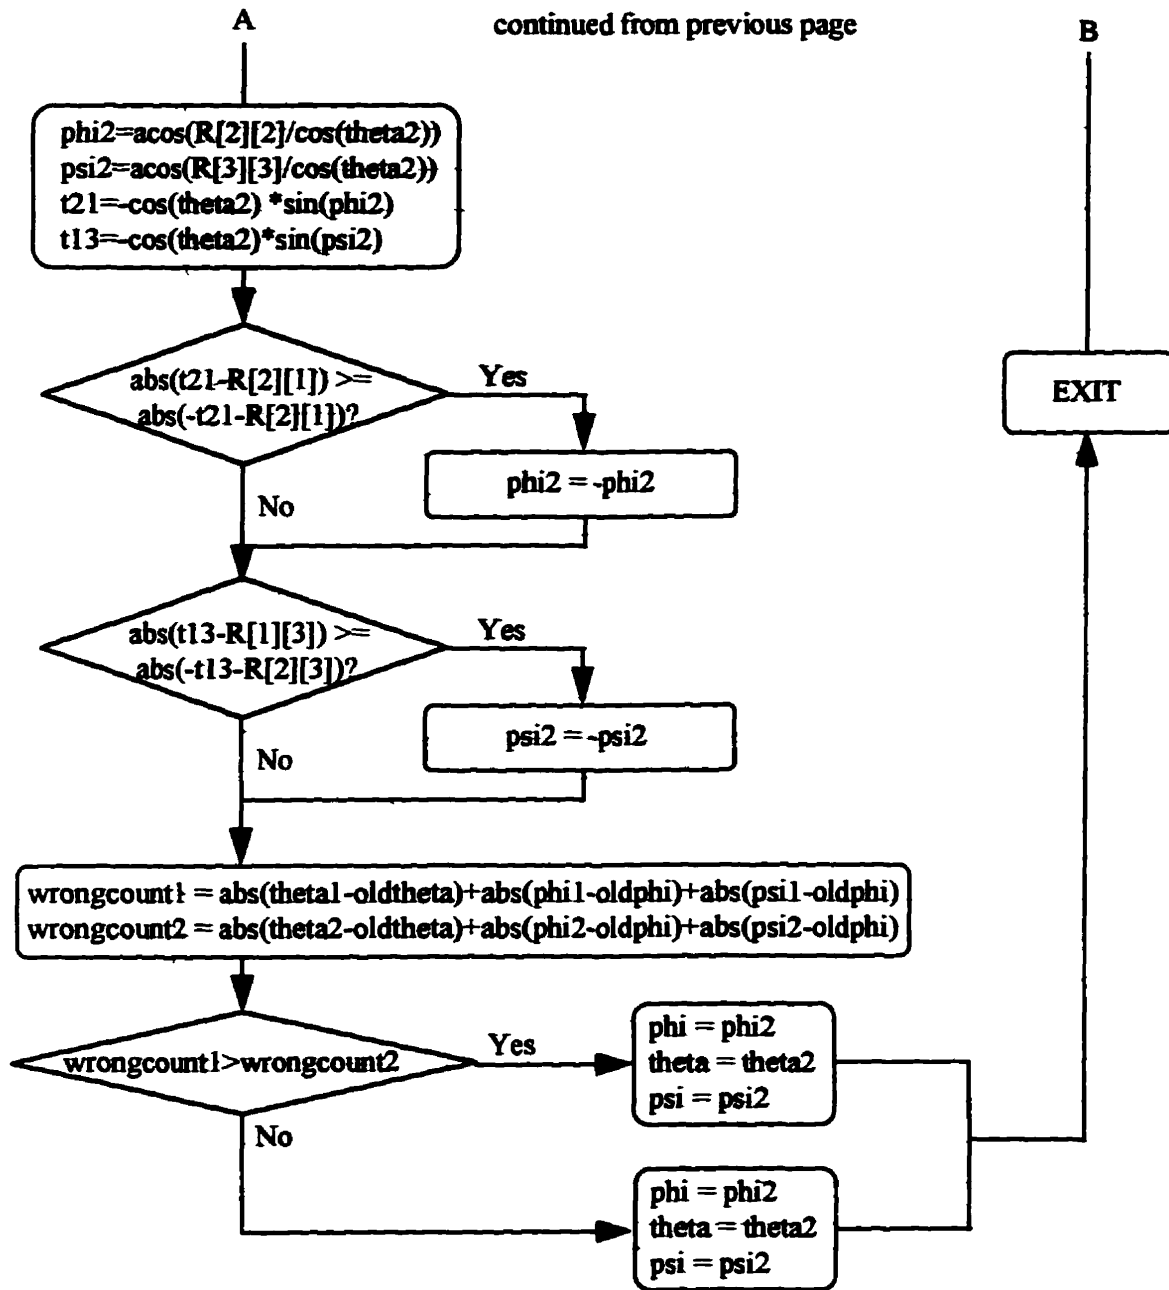 A
continued from previous page
B
phi2=acos(R[2][2]/cos(theta2))
psi2=acos(R[3][3]/cos(theta2))
t21=-cos(theta2) *sin(phi2)
t13=-cos(theta2)*sin(psi2)
abs(t21-R[2][1]) >=
abs(-t21-R[2][1])?
Yes
EXIT
phi2 = -phi2
No
abs(t13-R[1][3]) >=
abs(-t13-R[2][3])?
Yes
psi2 = -psi2
No
wrongcount1 = abs(theta1-oldtheta)+abs(phi1-oldphi)+abs(psi1-oldphi)
wrongcount2 = abs(theta2-oldtheta)+abs(phi2-oldphi)+abs(psi2-oldphi)
wrongcount1>wrongcount2
Yes
phi = phi2
theta = theta2
psi = psi2
No
phi = phi2
theta = theta2
psi = psi2